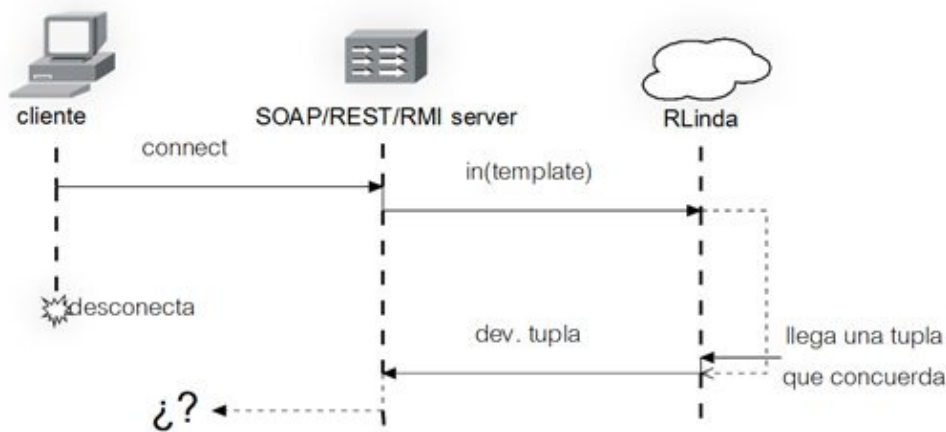 cliente
SOAP/REST/RMI server
RLinda
connect
in(template)
desconecta
dev. tupla
llega una tupla
que concuerda
¿?